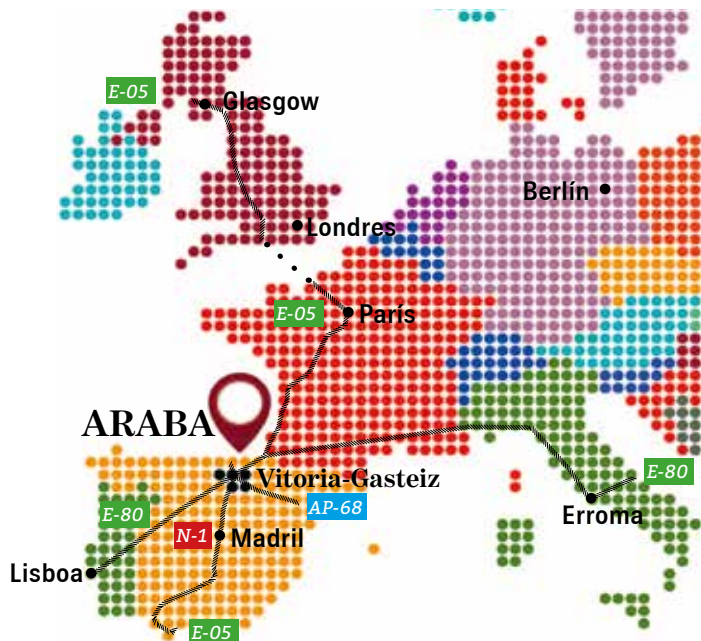 E-05
Glasgow
Berlín
Londres
E-05
París
ARABA
Vitoria-Gasteiz
E-80
E-80
AP-68
Erroma
N-1
Madril
Lisboa
E-05